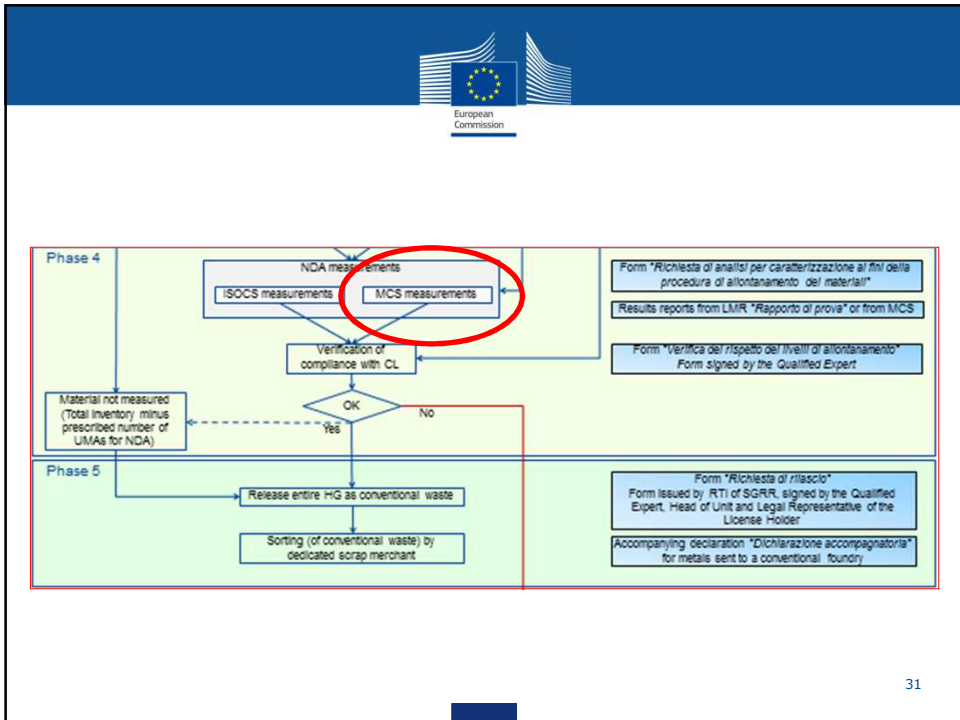 European
Commission
Phase 4
NDA measurements
ISOCS measurements
MCS measurements
Verification of
compliance with CL
OK
No
Yes
Material not measured
(Total inventory minus
prescribed number of
UMAs for NDA)
Form "Richiesta di analisi per caratterizzazione ai fini della
procedura di allontanamento dei materiali"
Results reports from LMR "Rapporto di prova" or from MCS
Form "Verifica del rispetto dei livelli di allontanamento"
Form signed by the Qualified Expert
Phase 5
Release entire HG as conventional waste
Sorting (of conventional waste) by
dedicated scrap merchant
Form "Richiesta di rilascio"
Form issued by RTI of SGRR, signed by the Qualified
Expert, Head of Unit and Legal Representative of the
License Holder
Accompanying declaration "Dichiarazione accompagnatoria"
for metals sent to a conventional foundry
31